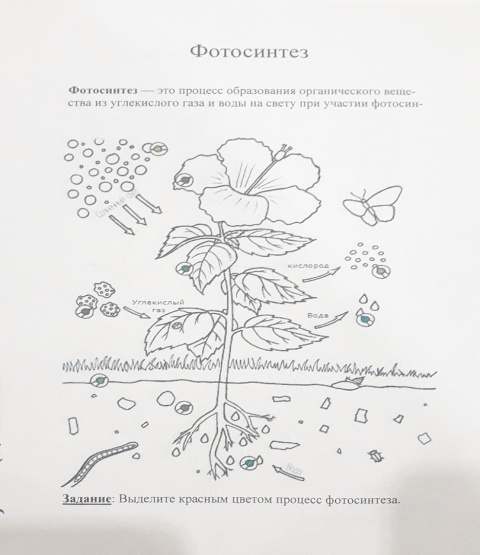 Фотосинтез
Фотосинтез — это процесс образования органического веще-
ства из углекислого газа и воды на свету при участии фотосин-
кислород
Углекислый
газ
Вода
Вода
Задание: Выделите красным цветом процесс фотосинтеза.